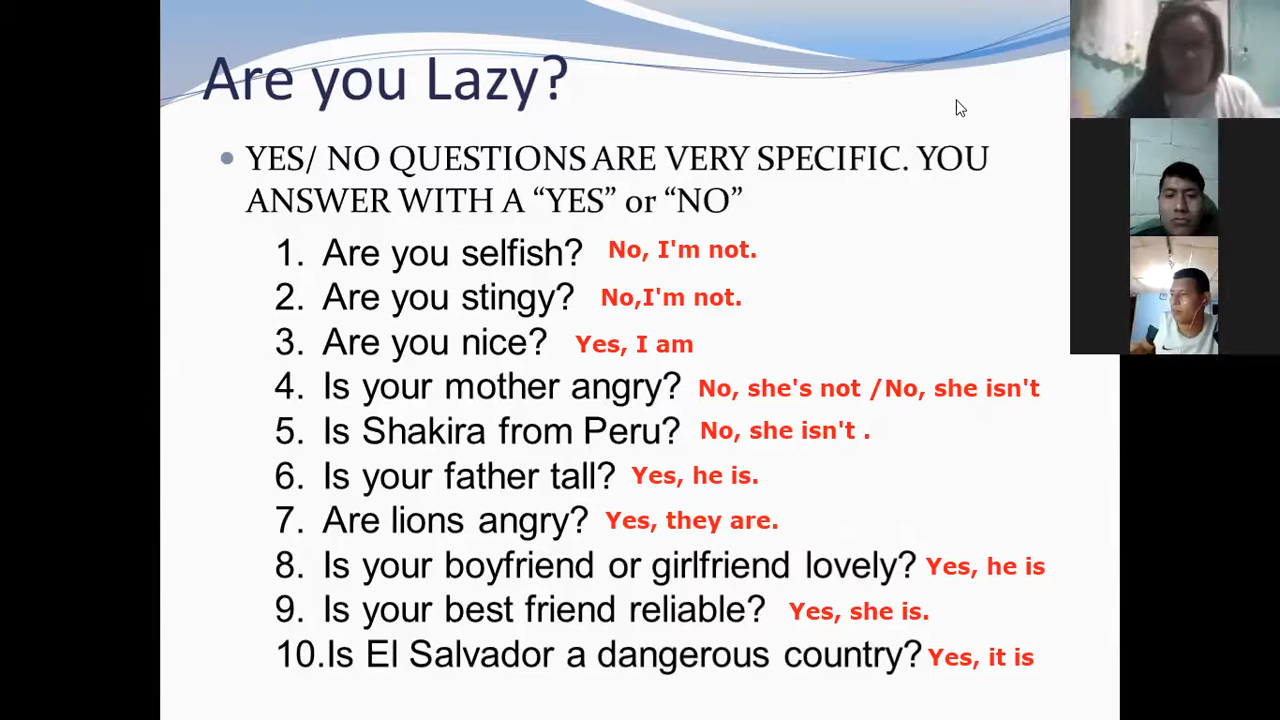 Are you Lazy?
• YES/ NO QUESTIONS ARE VERY SPECIFIC. YOU
ANSWER WITH A “YES” or “NO”
1. Are you selfish? No, I'm not.
2. Are you stingy? No,I'm not.
3. Are you nice? Yes, I am
4. Is your mother angry? No, she's not /No, she isn't
5. Is Shakira from Peru? No, she isn't .
6. Is your father tall? Yes, he is.
7. Are lions angry? Yes, they are.
8. Is your boyfriend or girlfriend lovely? Yes, he is
9. Is your best friend reliable? Yes, she is.
10.Is El Salvador a dangerous country? Yes, it is